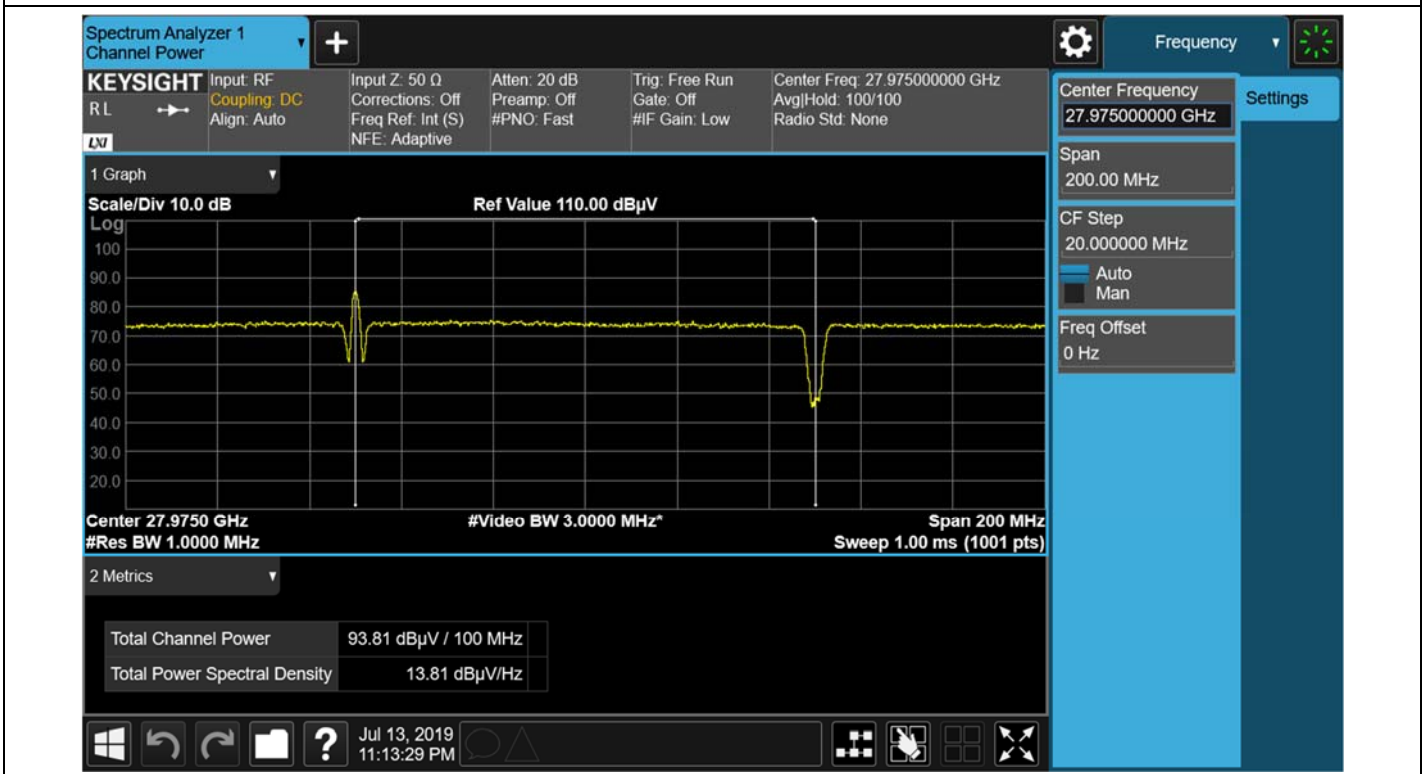 Spectrum Analyzer 1
Channel Power
Frequency
KEYSIGHT Input: RF
RL Coupling: DC
Align: Auto
LXI
Input Z: 50 Ω
Corrections: Off
Freq Ref: Int (S)
NFE: Adaptive
Atten: 20 dB
Preamp: Off
#PNO: Fast
Trig: Free Run
Gate: Off
#IF Gain: Low
Center Freq: 27.975000000 GHz
Avg|Hold: 100/100
Radio Std: None
1 Graph
Scale/Div 10.0 dB
Ref Value 110.00 dBµV
Log
100
90.0
80.0
70.0
60.0
50.0
40.0
30.0
20.0
Center 27.9750 GHz
#Video BW 3.0000 MHz*
Span 200 MHz
#Res BW 1.0000 MHz
Sweep 1.00 ms (1001 pts)
2 Metrics
Total Channel Power 93.81 dBµV / 100 MHz
Total Power Spectral Density 13.81 dBµV/Hz
Center Frequency
27.975000000 GHz
Settings
Span
200.00 MHz
CF Step
20.000000 MHz
Auto
Man
Freq Offset
0 Hz
?
Jul 13, 2019
11:13:29 PM